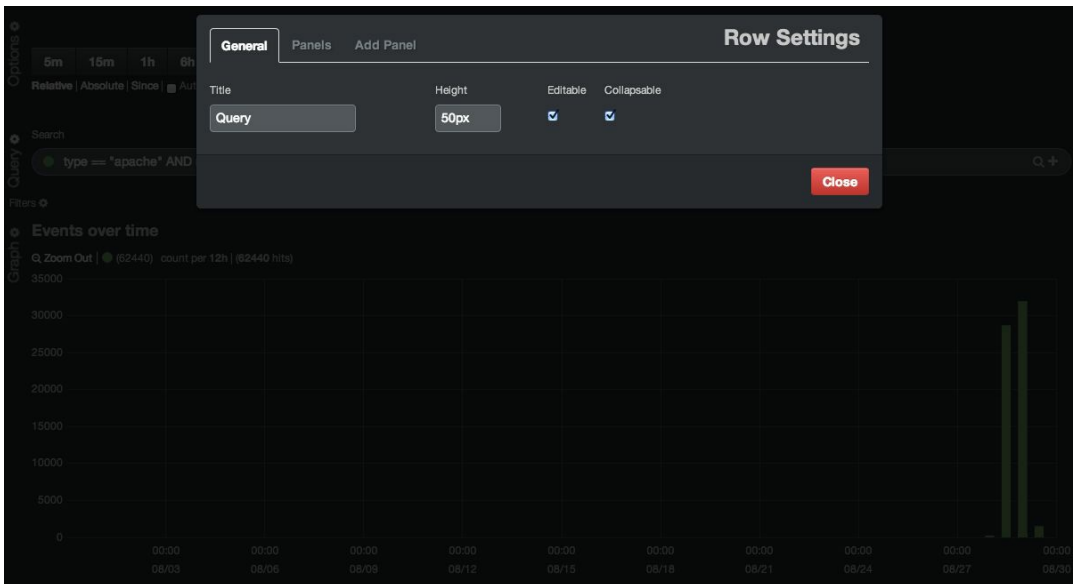 General Panels Add Panel Row Settings
Title Height Editable Collapsable
Query 50px
Close
Options
5m 15m 1h 6h
Relative | Absolute | Since | Aut
Query
Search
type == "apache" AND
Filters
Graph
Events over time
Zoom Out | (62440) count per 12h | (62440 hits)
35000
30000
25000
20000
15000
10000
5000
0
00:00 00:00 00:00 00:00 00:00 00:00 00:00 00:00 00:00 00:00
08/03 08/06 08/09 08/12 08/15 08/18 08/21 08/24 08/27 08/30